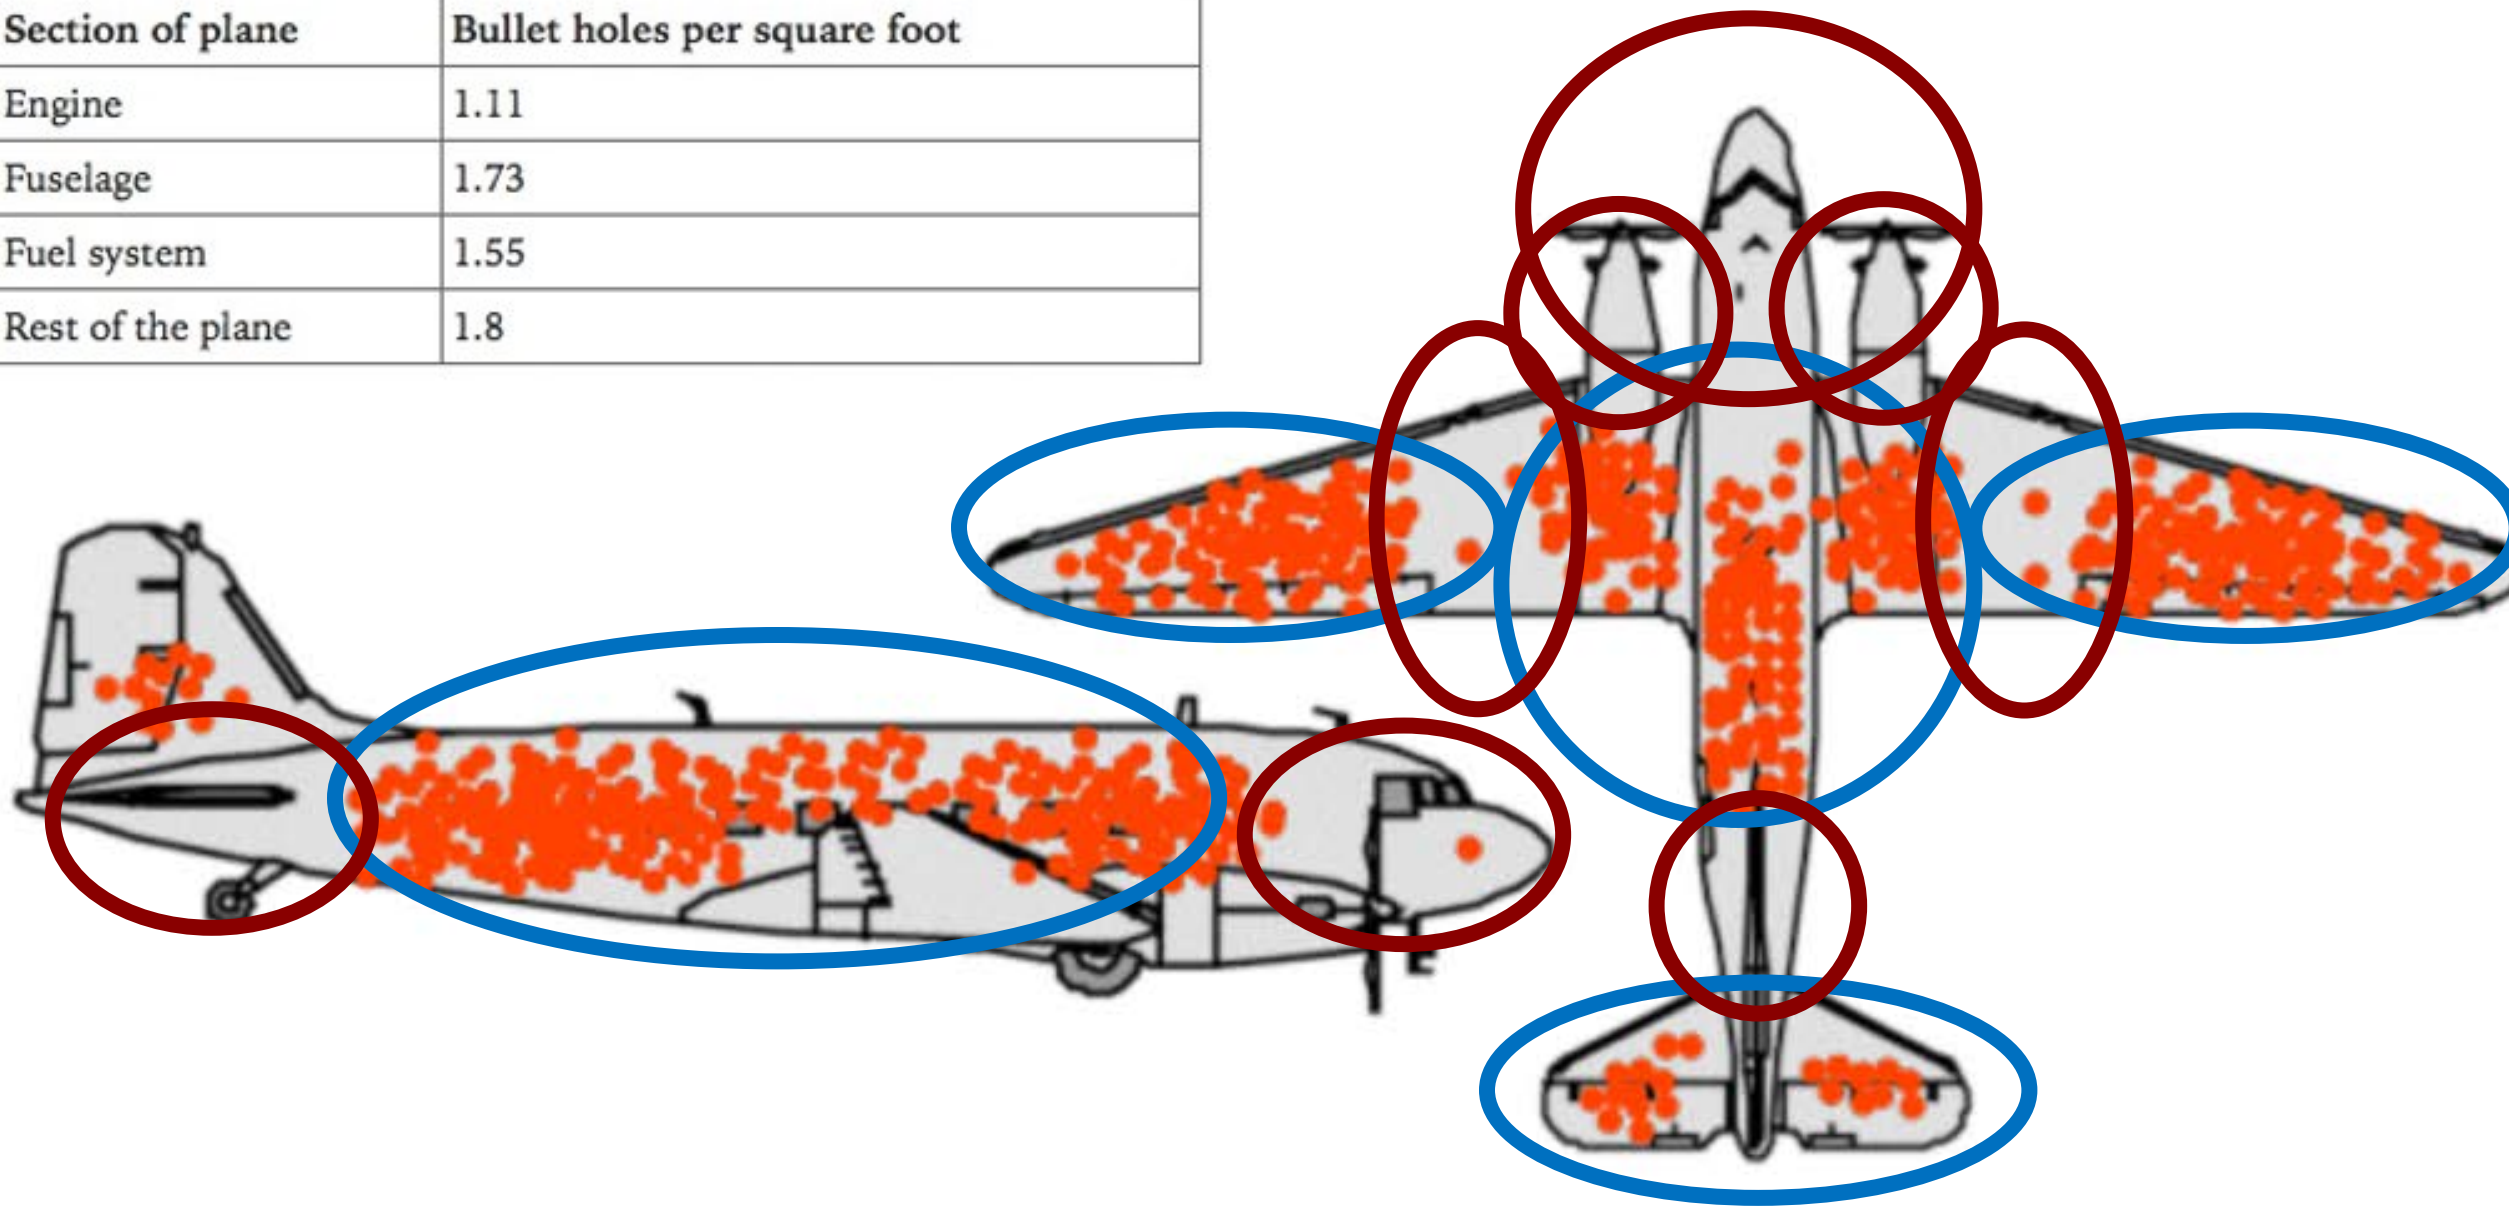 Section of plane Bullet holes per square foot
Engine 1.11
Fuselage 1.73
Fuel system 1.55
Rest of the plane 1.8